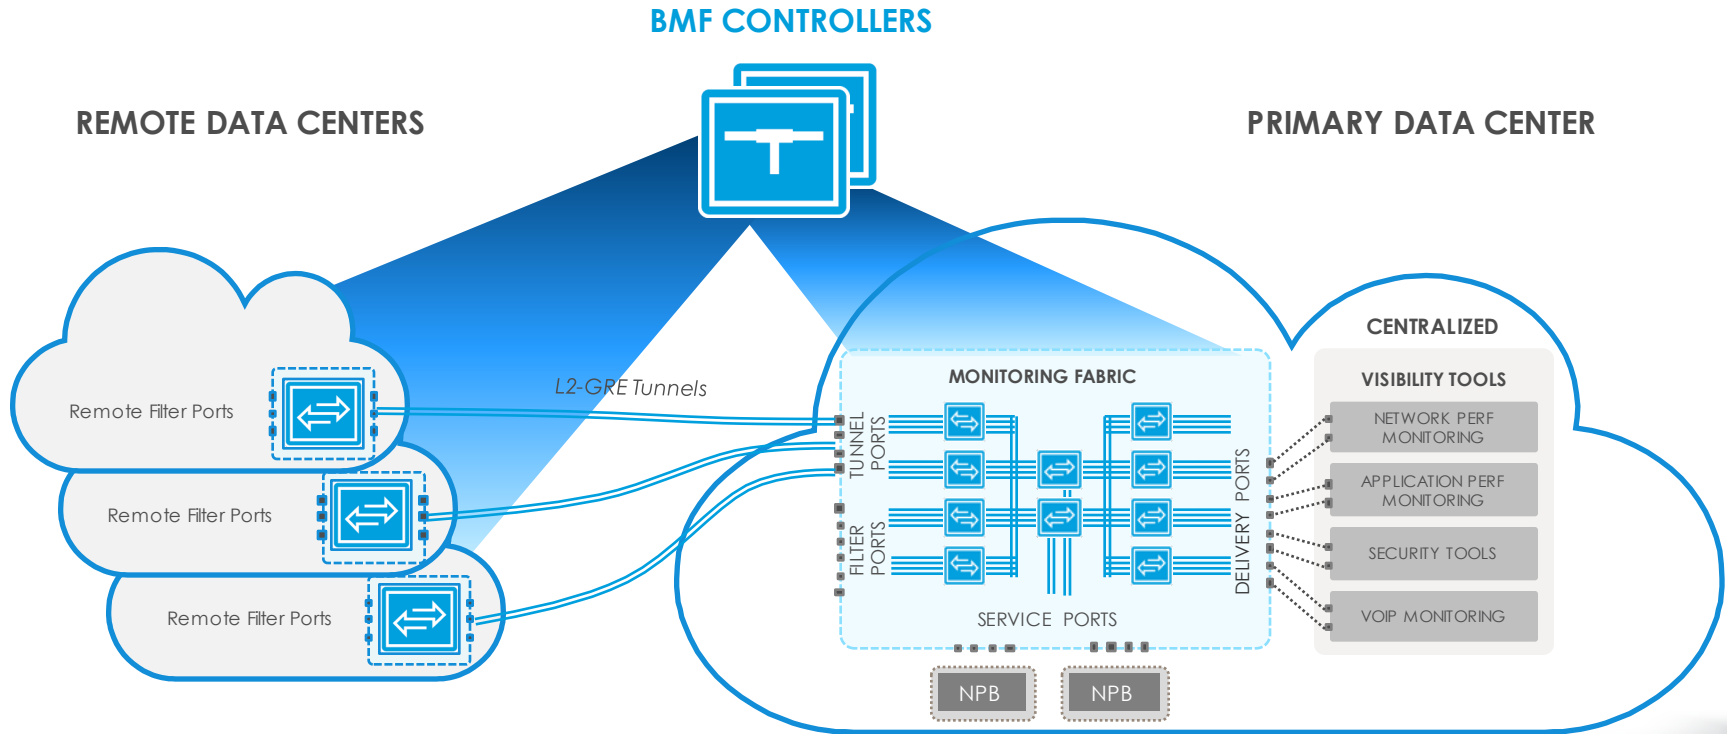 BMF CONTROLLERS
REMOTE DATA CENTERS
PRIMARY DATA CENTER
Remote Filter Ports
Remote Filter Ports
Remote Filter Ports
L2-GRE Tunnels
MONITORING FABRIC
TUNNEL
PORTS
FILTER
PORTS
DELIVERY PORTS
SERVICE PORTS
NPB
NPB
CENTRALIZED
VISIBILITY TOOLS
NETWORK PERF
MONITORING
APPLICATION PERF
MONITORING
SECURITY TOOLS
VOIP MONITORING